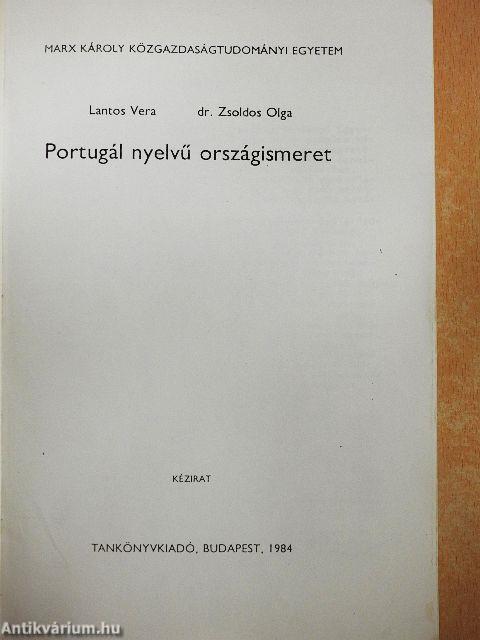 MARX KÁROLY KÖZGAZDASÁGTUDOMÁNYI EGYETEM
Lantos Vera dr. Zsoldos Olga
Portugál nyelvű országismeret
KÉZIRAT
TANKÖNYVKIADÓ, BUDAPEST, 1984
Antikvárium.hu